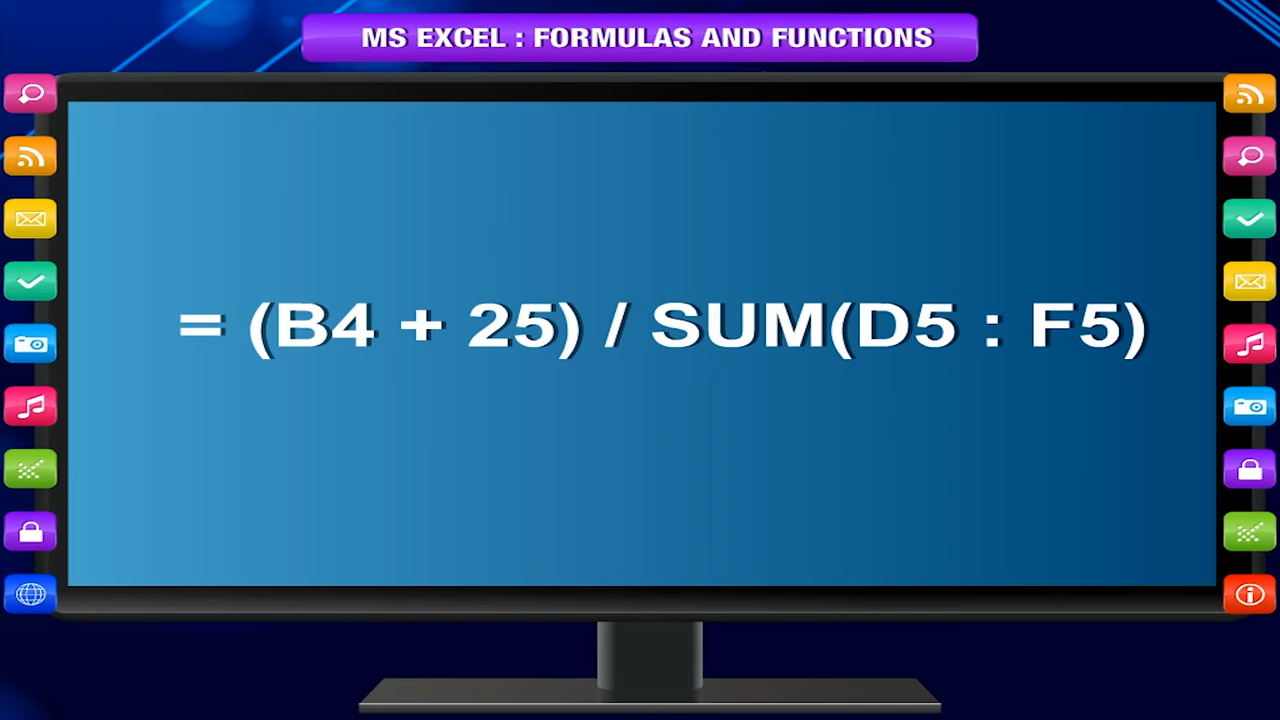 MS EXCEL : FORMULAS AND FUNCTIONS
= (B4 + 25) / SUM(D5 : F5)